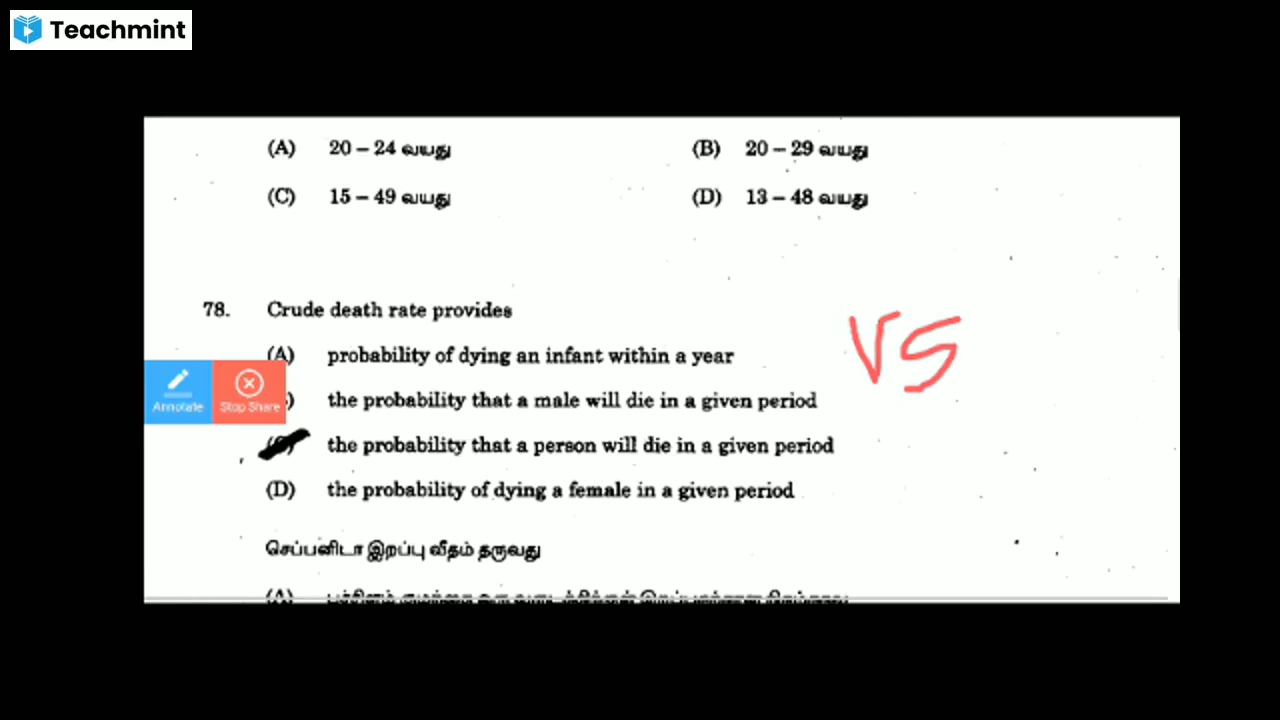 Teachmint
(A) 20 – 24 வயது (B) 20 – 29 வயது
(C) 15 – 49 வயது (D) 13 – 48 வயது
78. Crude death rate provides
(A) probability of dying an infant within a year
VS
Annotate Stop Share
the probability that a male will die in a given period
the probability that a person will die in a given period
(D) the probability of dying a female in a given period
செப்பனிடா இறப்பு வீதம் தருவது
(A)